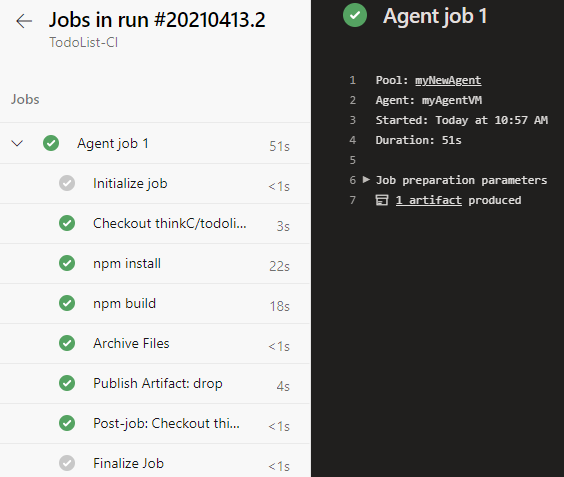 Jobs in run #20210413.2
TodoList-CI
Jobs
Agent job 1 51s
Initialize job <1s
Checkout thinkC/todoli... 3s
npm install 22s
npm build 18s
Archive Files <1s
Publish Artifact: drop 4s
Post-job: Checkout thi... <1s
Finalize Job <1s
Agent job 1
1 Pool: myNewAgent
2 Agent: myAgentVM
3 Started: Today at 10:57 AM
4 Duration: 51s
5
6 Job preparation parameters
7 1 artifact produced